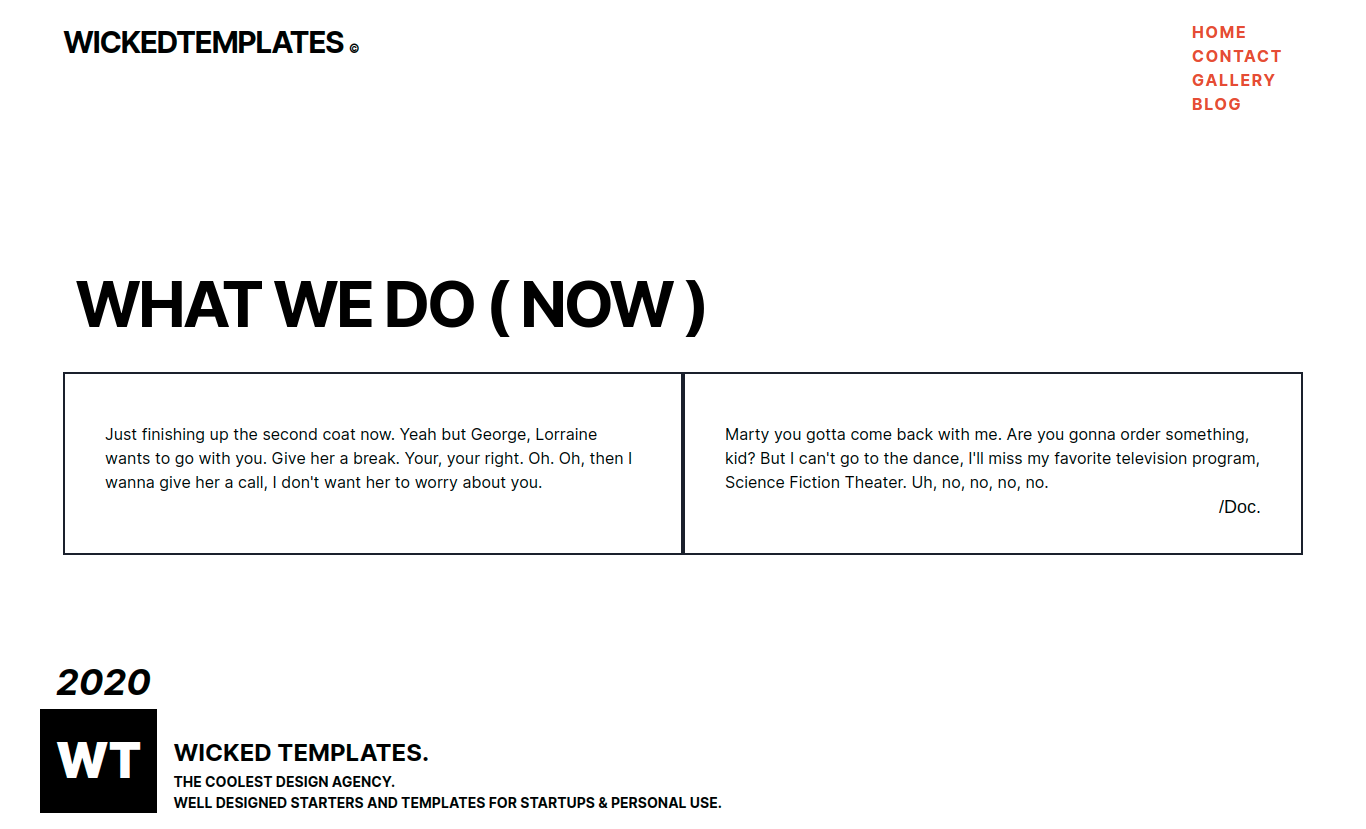 WICKEDTEMPLATES ©
HOME
CONTACT
GALLERY
BLOG
WHAT WE DO ( NOW )
Just finishing up the second coat now. Yeah but George, Lorraine
wants to go with you. Give her a break. Your, your right. Oh. Oh, then I
wanna give her a call, I don't want her to worry about you.
Marty you gotta come back with me. Are you gonna order something,
kid? But I can't go to the dance, I'll miss my favorite television program,
Science Fiction Theater. Uh, no, no, no, no.
/Doc.
2020
WT
WICKED TEMPLATES.
THE COOLEST DESIGN AGENCY.
WELL DESIGNED STARTERS AND TEMPLATES FOR STARTUPS & PERSONAL USE.